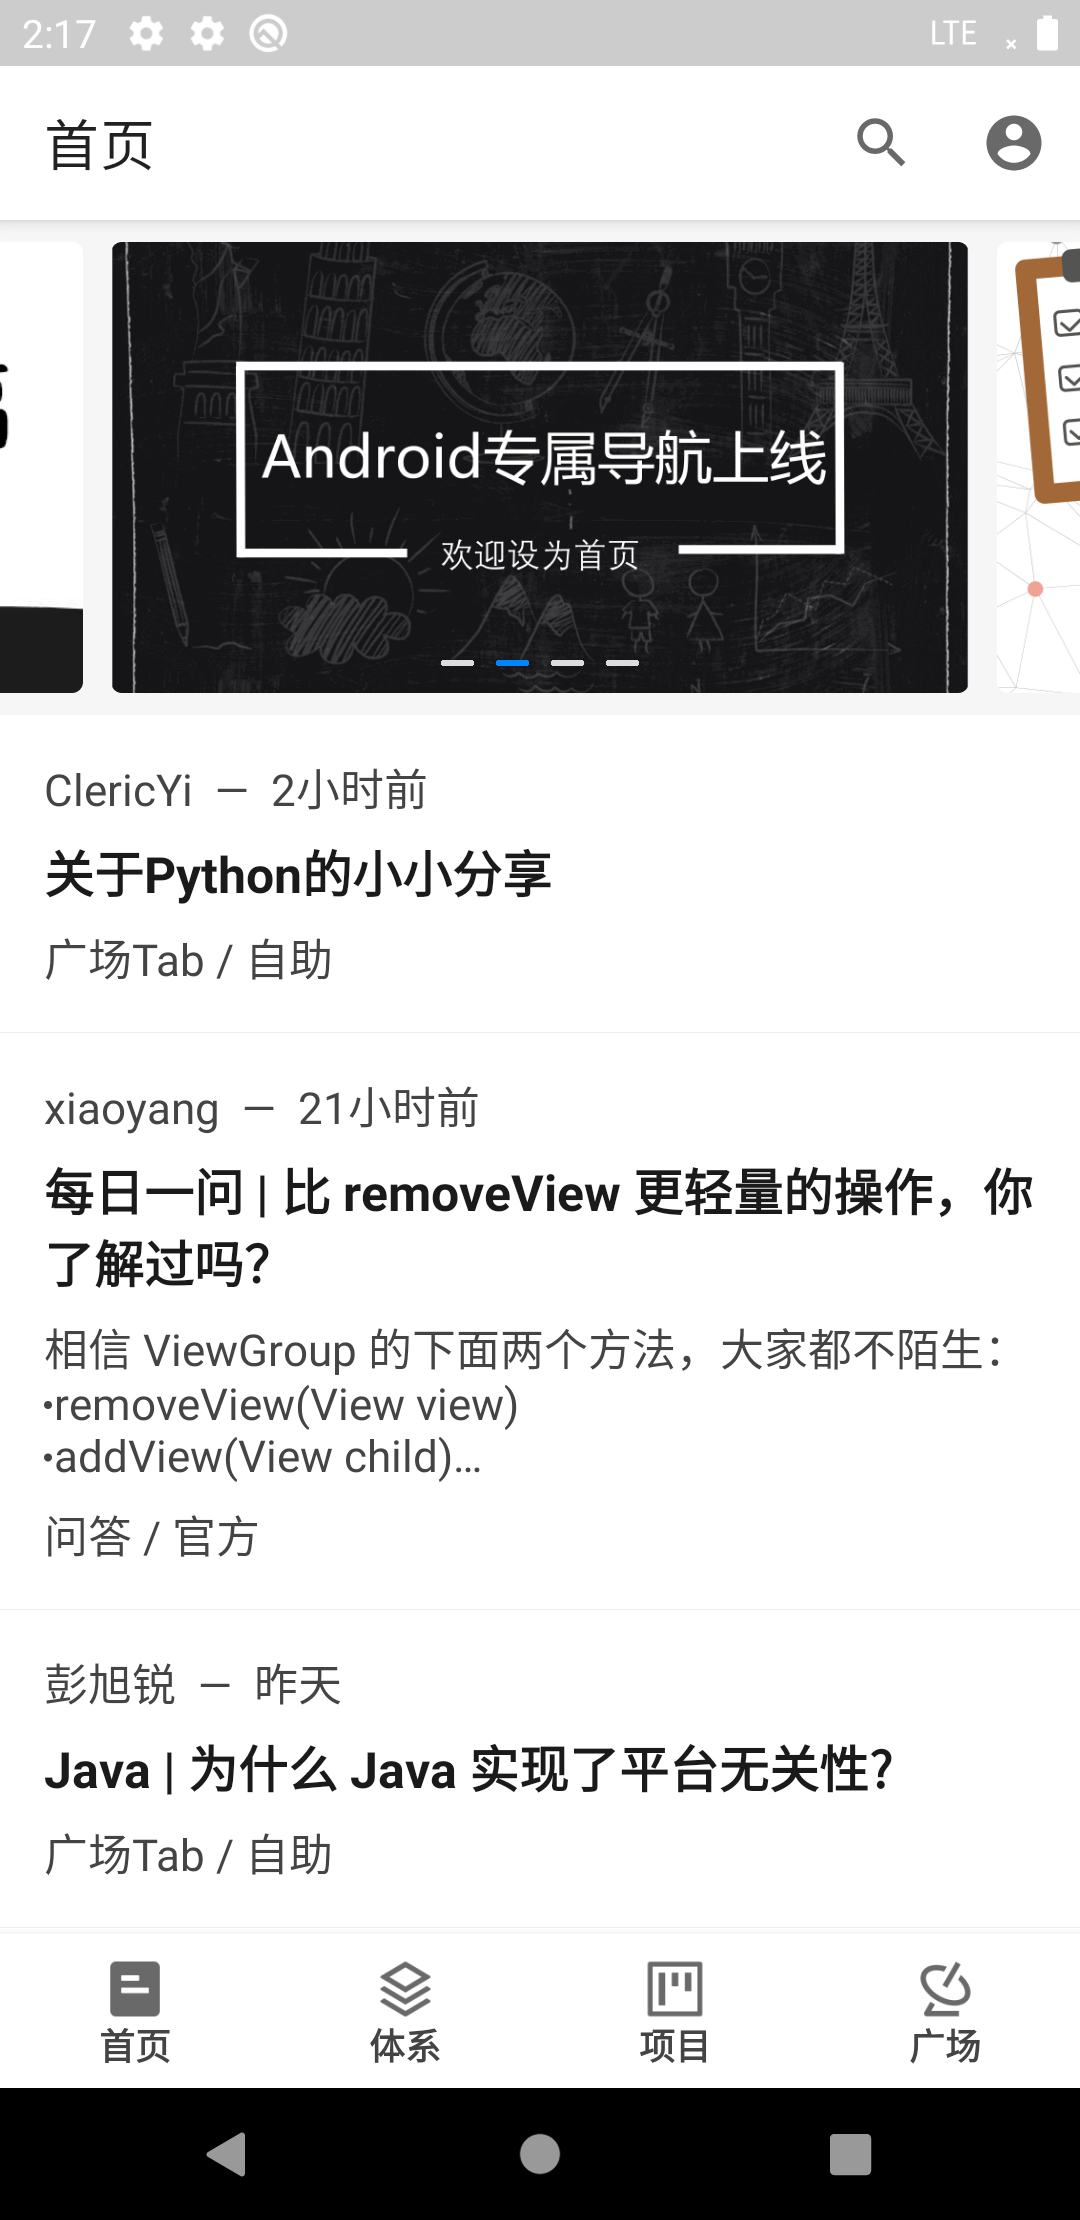 2:17
LTE
首页
Android专属导航上线
欢迎设为首页
ClericYi － 2小时前
关于Python的小小分享
广场Tab / 自助
xiaoyang － 21小时前
每日一问 | 比 removeView 更轻量的操作，你
了解过吗？
相信 ViewGroup 的下面两个方法，大家都不陌生：
•removeView(View view)
•addView(View child)…
问答 / 官方
彭旭锐 － 昨天
Java | 为什么 Java 实现了平台无关性？
广场Tab / 自助
首页
体系
项目
广场